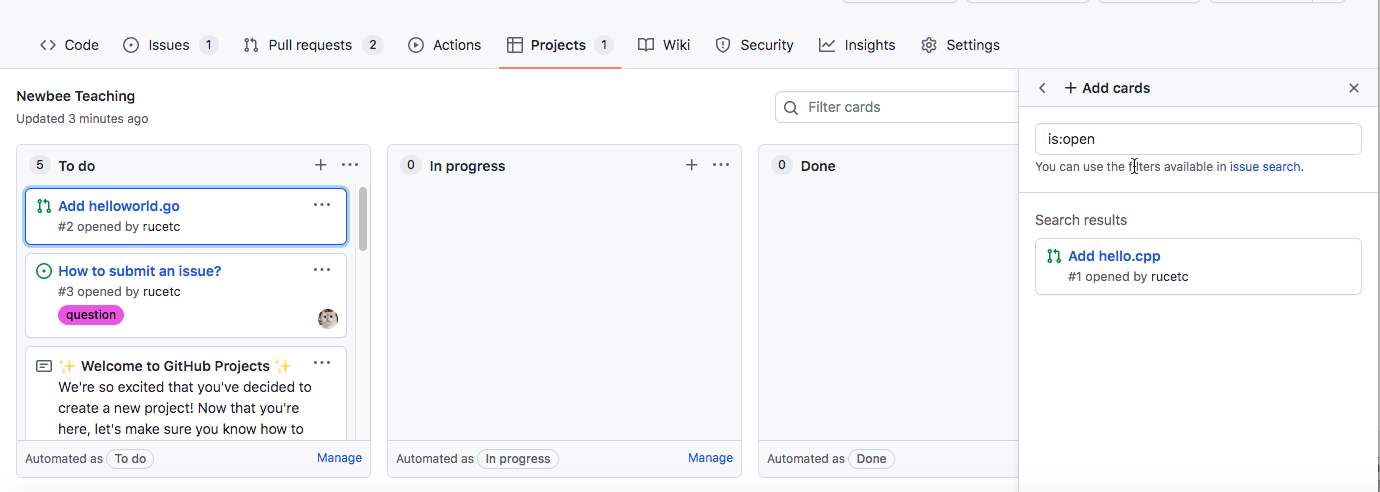 Code Issues 1 Pull requests 2 Actions Projects 1 Wiki Security Insights Settings
Newbee Teaching
Updated 3 minutes ago
Filter cards
5 To do
Add helloworld.go
#2 opened by rucetc
How to submit an issue?
#3 opened by rucetc
question
✨ Welcome to GitHub Projects ✨
We're so excited that you've decided to
create a new project! Now that you're
here, let's make sure you know how to
Automated as To do Manage
0 In progress
Automated as In progress Manage
0 Done
Automated as Done
Add cards
is:open
You can use the filters available in issue search.
Search results
Add hello.cpp
#1 opened by rucetc